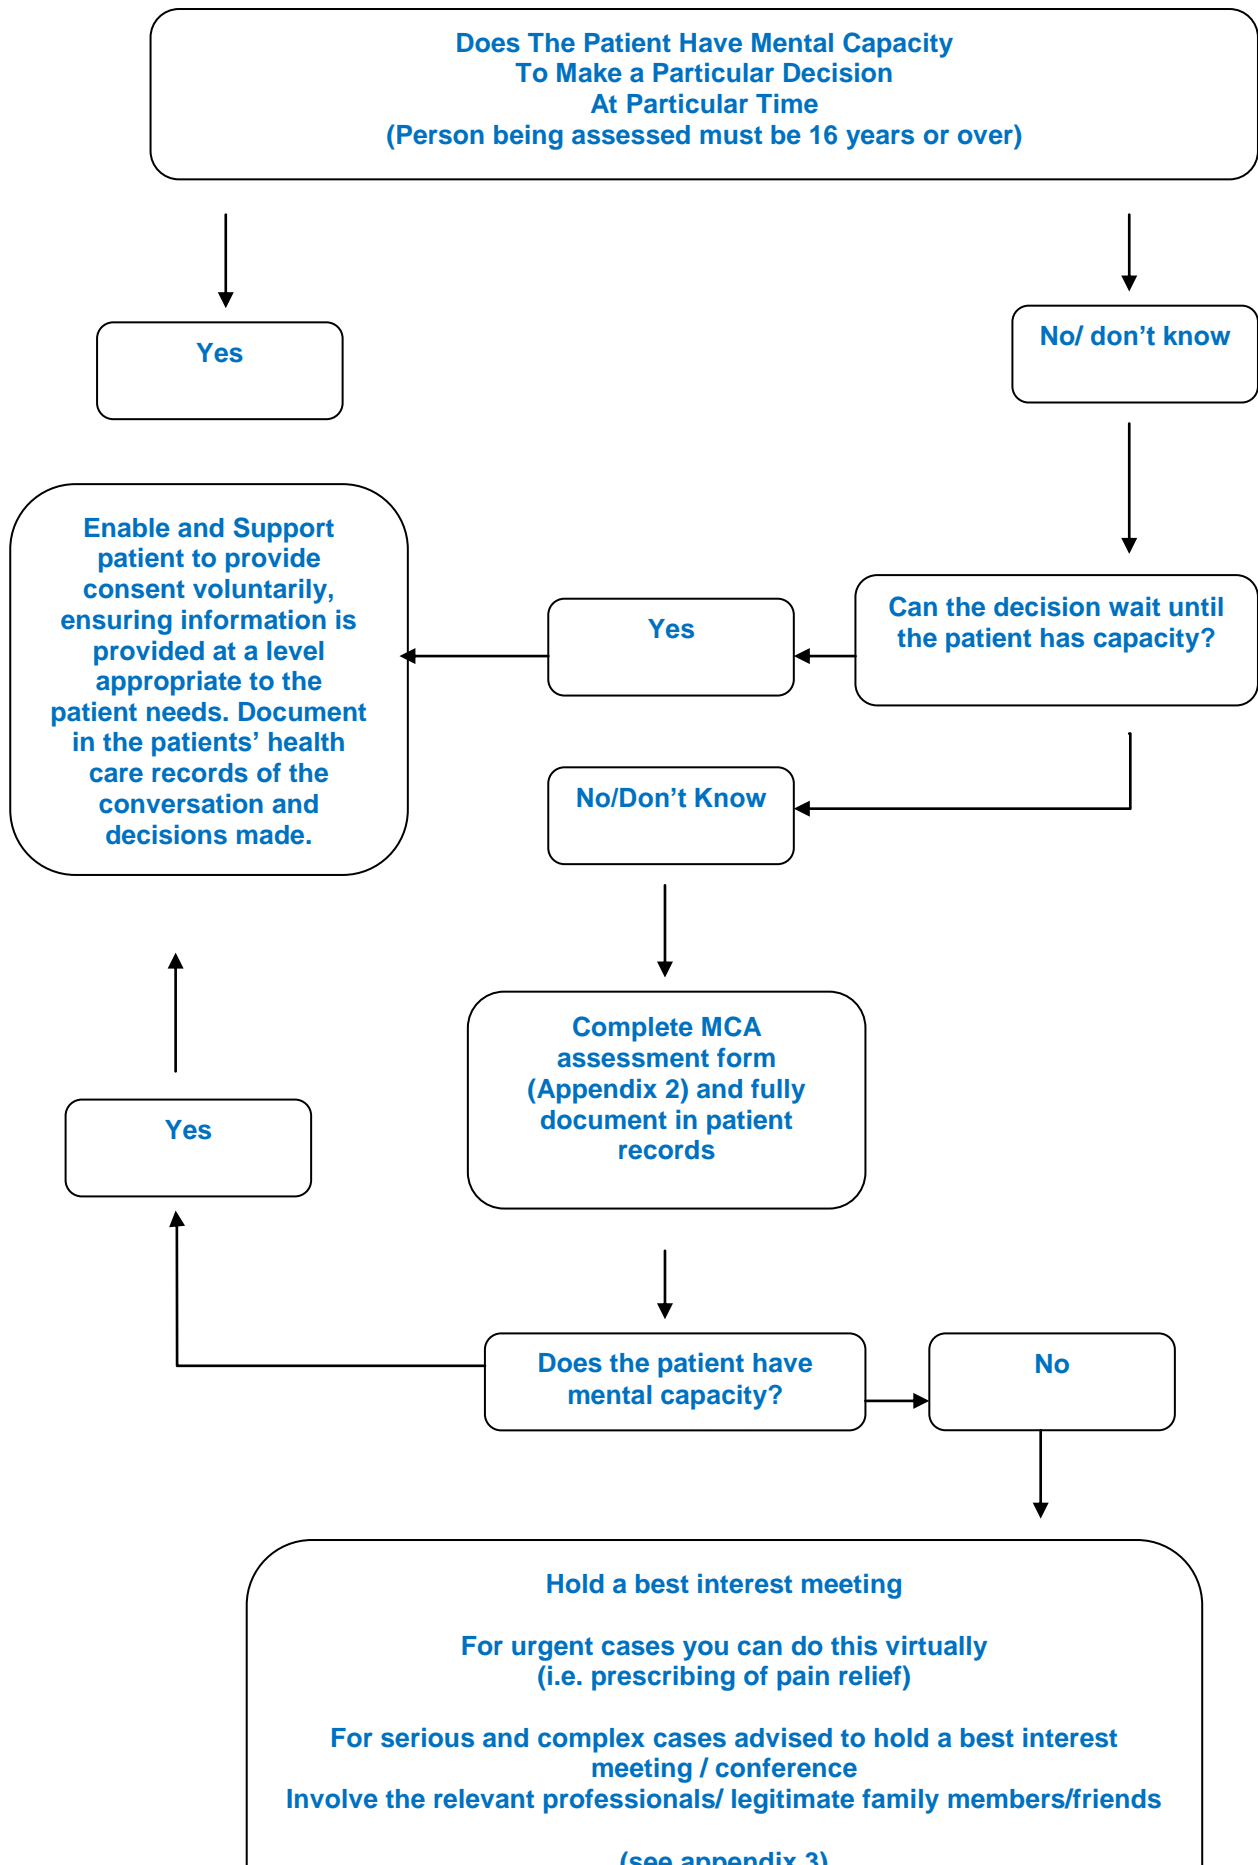 Does The Patient Have Mental Capacity
To Make a Particular Decision
At Particular Time
(Person being assessed must be 16 years or over)
Yes
No/ don’t know
Enable and Support
patient to provide
consent voluntarily,
ensuring information is
provided at a level
appropriate to the
patient needs. Document
in the patients’ health
care records of the
conversation and
decisions made.
Yes
Can the decision wait until
the patient has capacity?
No/Don’t Know
Complete MCA
assessment form
(Appendix 2) and fully
document in patient
records
Yes
Does the patient have
mental capacity?
No
Hold a best interest meeting
For urgent cases you can do this virtually
(i.e. prescribing of pain relief)
For serious and complex cases advised to hold a best interest
meeting / conference
Involve the relevant professionals/ legitimate family members/friends
(see appendix 3)